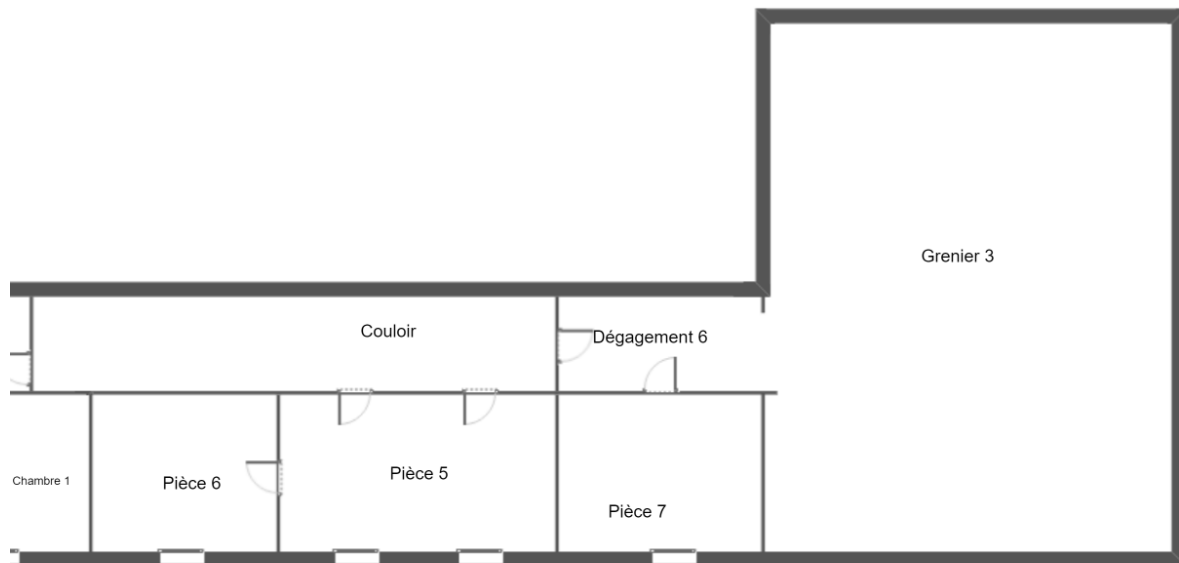 Grenier 3
Couloir
Dégagement 6
Chambre 1
Pièce 6
Pièce 5
Pièce 7